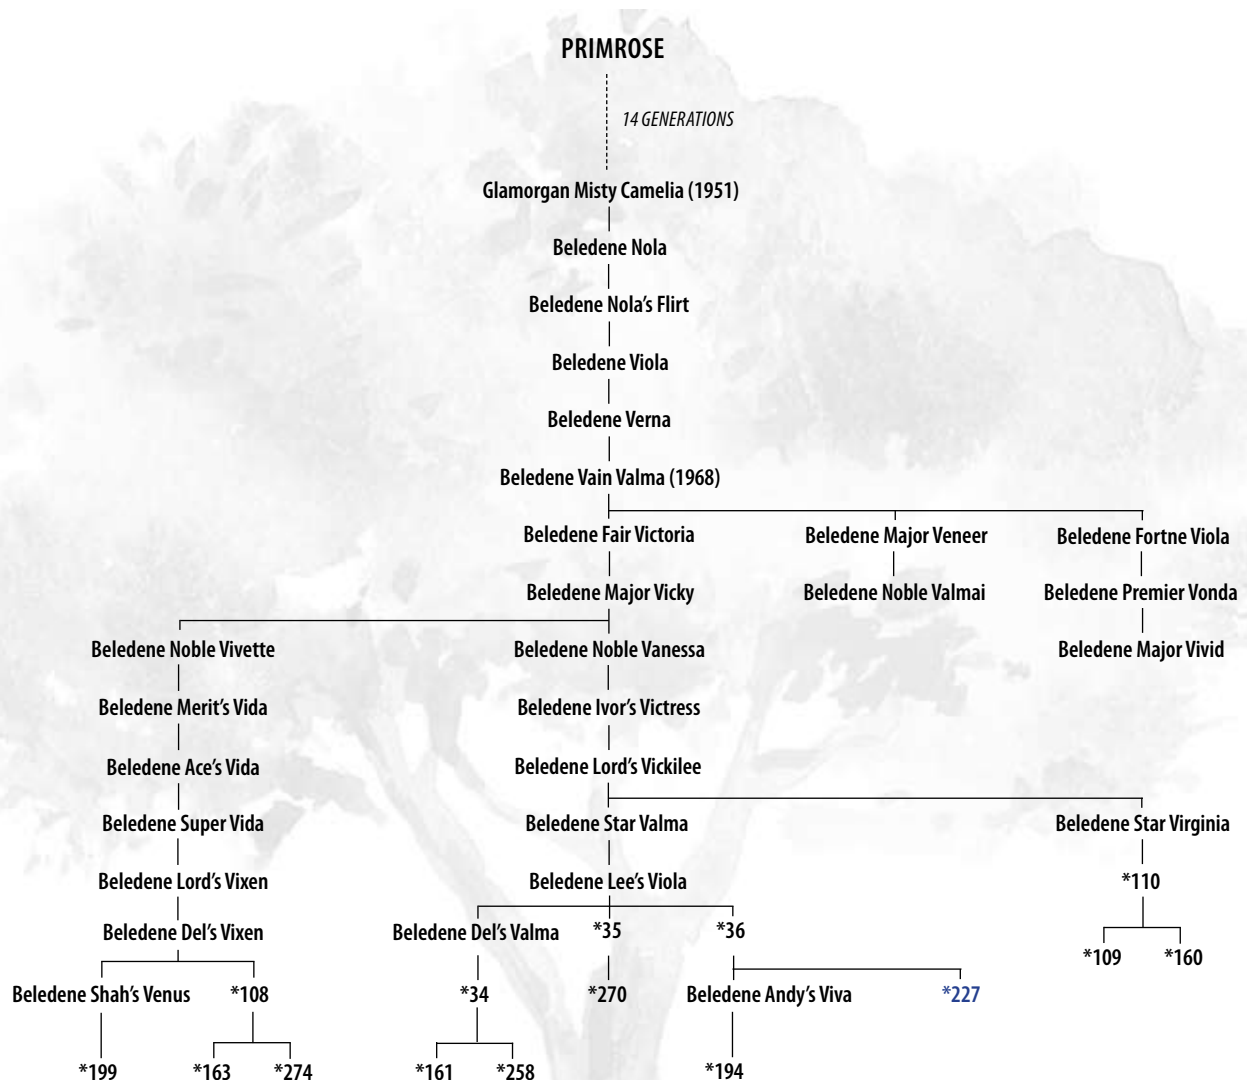 PRIMROSE
14 GENERATIONS
Glamorgan Misty Camelia (1951)
Beledene Nola
Beledene Nola's Flirt
Beledene Viola
Beledene Verna
Beledene Vain Valma (1968)
Beledene Fair Victoria Beledene Major Veneer Beledene Fortne Viola
Beledene Major Vicky Beledene Noble Valmai Beledene Premier Vonda
Beledene Noble Vivette Beledene Noble Vanessa Beledene Major Vivid
Beledene Merit's Vida Beledene Ivor's Victress
Beledene Ace's Vida Beledene Lord's Vickilee
Beledene Super Vida Beledene Star Valma Beledene Star Virginia
Beledene Lord's Vixen Beledene Lee's Viola *110
Beledene Del's Vixen Beledene Del's Valma *35 *36
*109 *160
Beledene Shah's Venus *108 *34 *270 Beledene Andy's Viva *227
*199 *163 *274 *161 *258 *194